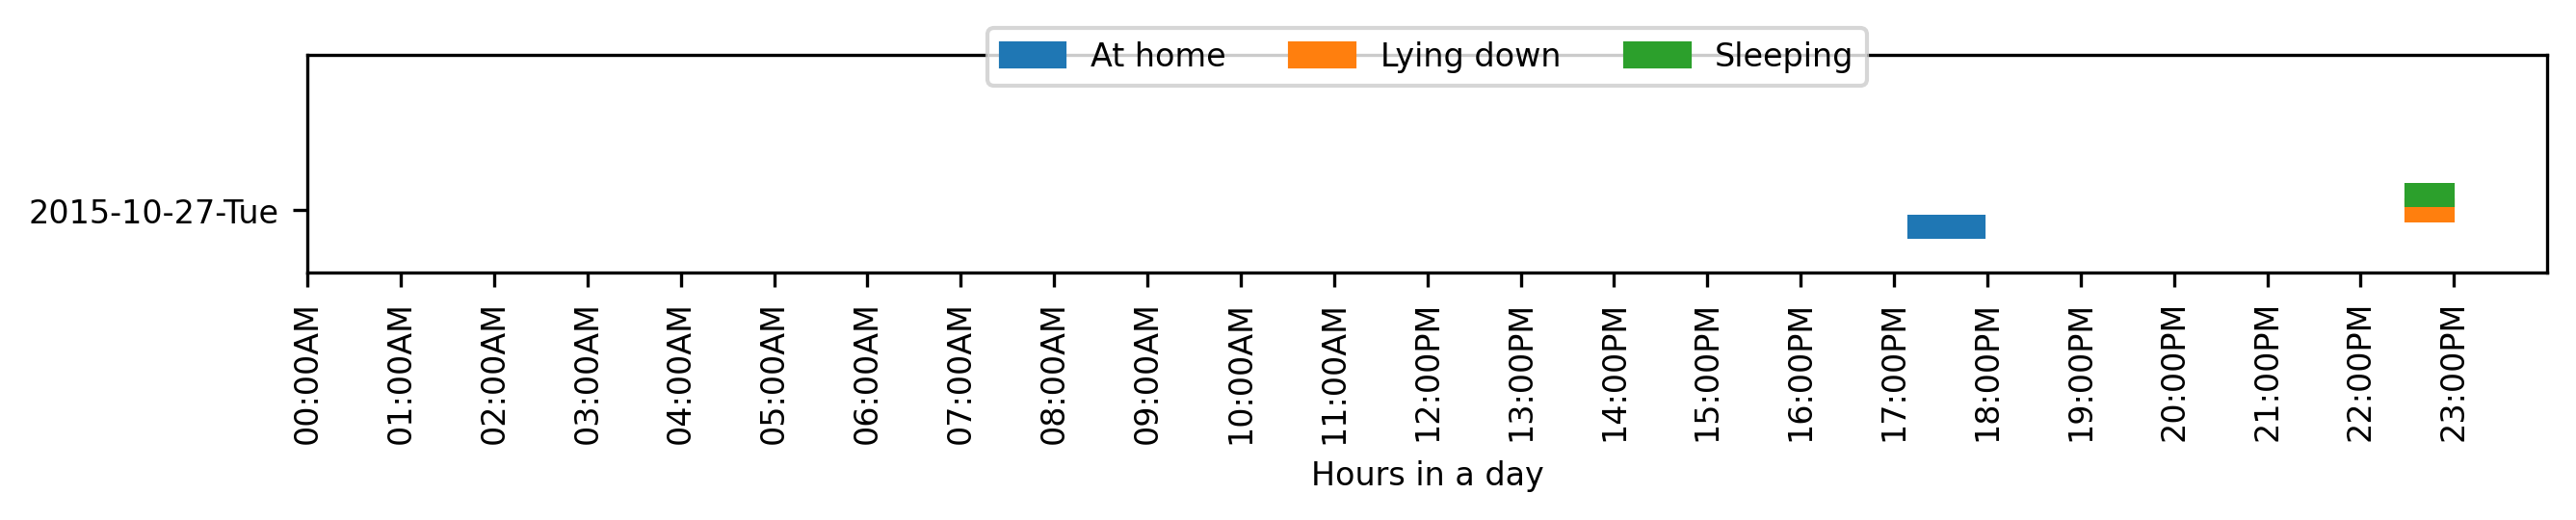 At home Lying down Sleeping
2015-10-27-Tue
00:00AM 01:00AM 02:00AM 03:00AM 04:00AM 05:00AM 06:00AM 07:00AM 08:00AM 09:00AM 10:00AM 11:00AM 12:00PM 13:00PM 14:00PM 15:00PM 16:00PM 17:00PM 18:00PM 19:00PM 20:00PM 21:00PM 22:00PM 23:00PM
Hours in a day